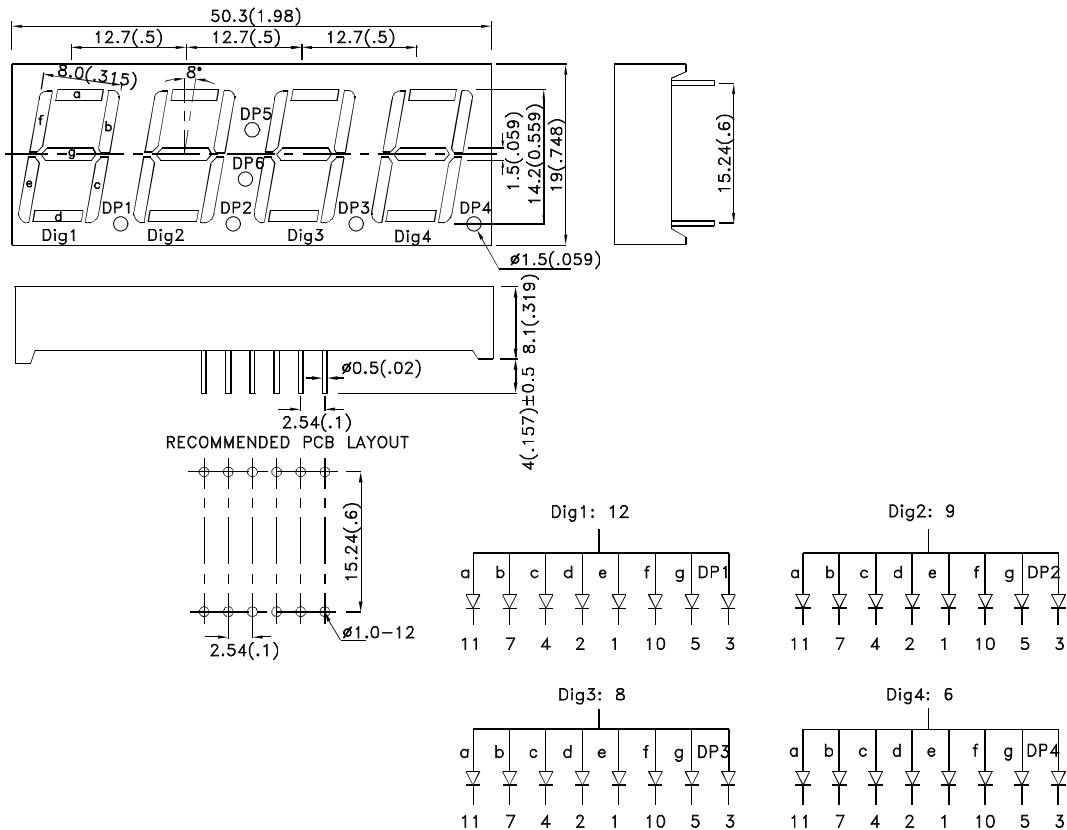 50.3(1.98)
12.7(.5) 12.7(.5) 12.7(.5)
8.0(.315)
8°
a
f b
g
e c
d
DP5
DP6
DP1 DP2 DP3 DP4
Dig1 Dig2 Dig3 Dig4
1.5(.059)
14.2(0.559)
19(.748)
ø1.5(.059)
15.24(.6)
8.1(.319)
4(.157)±0.5
ø0.5(.02)
2.54(.1)
RECOMMENDED PCB LAYOUT
15.24(.6)
ø1.0-12
2.54(.1)
Dig1: 12
a b c d e f g DP1
11 7 4 2 1 10 5 3
Dig2: 9
a b c d e f g DP2
11 7 4 2 1 10 5 3
Dig3: 8
a b c d e f g DP3
11 7 4 2 1 10 5 3
Dig4: 6
a b c d e f g DP4
11 7 4 2 1 10 5 3